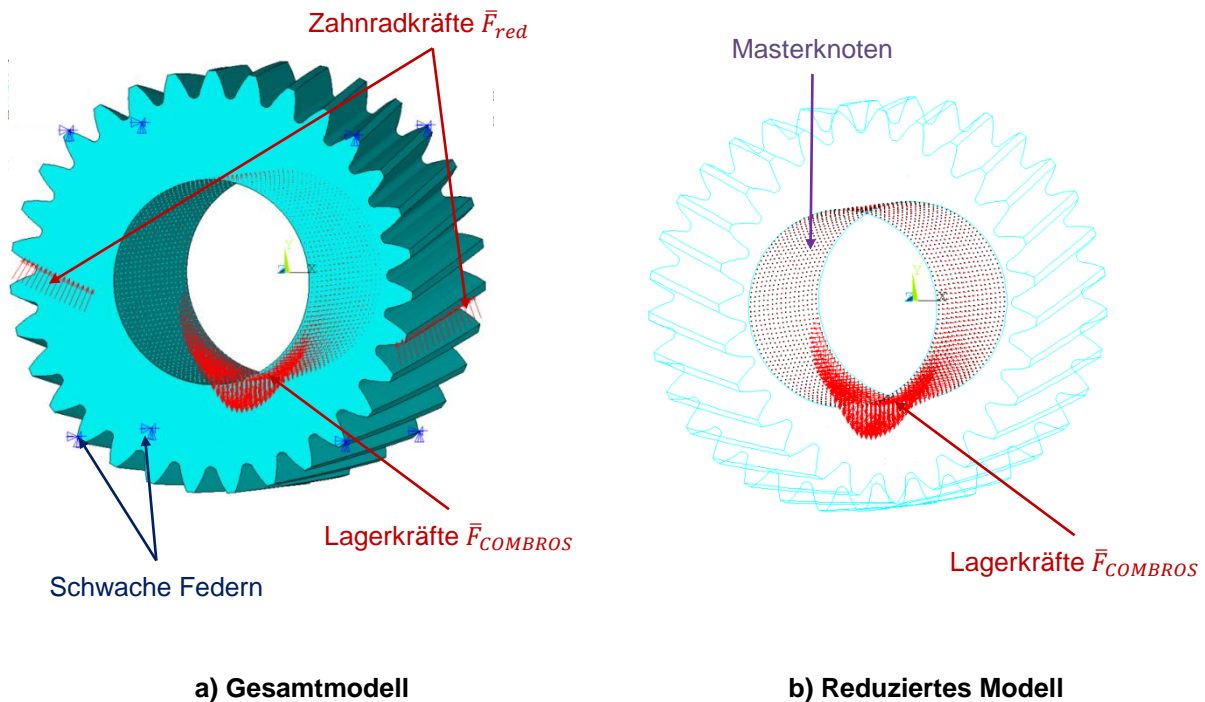 Zahnradkräfte F̄_red
Masterknoten
Y
X
Z
Y
X
Z
Lagerkräfte F̄_COMBROS
Lagerkräfte F̄_COMBROS
Schwache Federn
a) Gesamtmodell
b) Reduziertes Modell